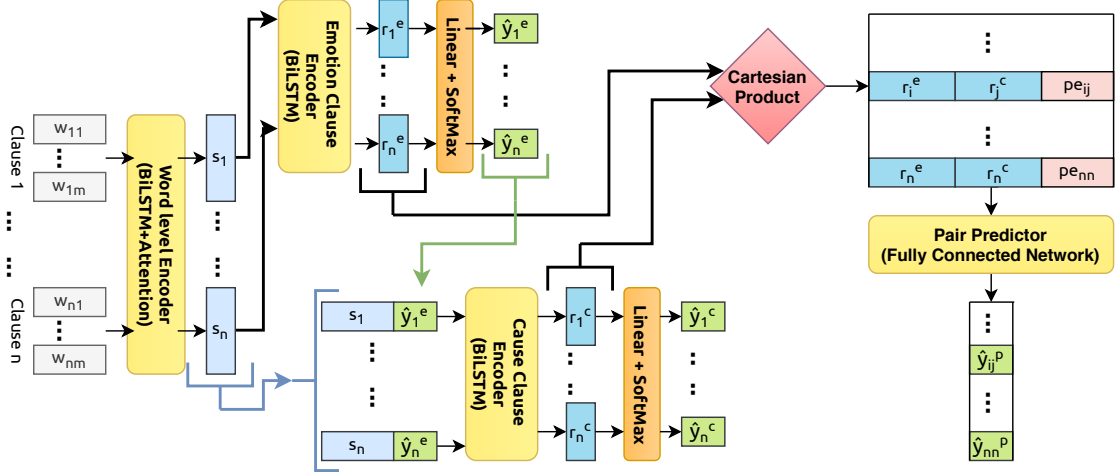 Clause 1
w₁₁
...
w₁ₘ
...
...
Clause n
wₙ₁
...
wₙₘ
Word level Encoder
(BiLSTM+Attention)
s₁
...
...
sₙ
Emotion Clause
Encoder
(BiLSTM)
r₁ᵉ
...
...
rₙᵉ
Linear + SoftMax
ŷ₁ᵉ
...
...
ŷₙᵉ
s₁ ŷ₁ᵉ
...
...
sₙ ŷₙᵉ
Cause Clause
Encoder
(BiLSTM)
r₁ᶜ
...
...
rₙᶜ
Linear + SoftMax
ŷ₁ᶜ
...
...
ŷₙᶜ
Cartesian
Product
...
rᵢᵉ rⱼᶜ peᵢⱼ
...
rₙᵉ rₙᶜ peₙₙ
Pair Predictor
(Fully Connected Network)
...
ŷᵢⱼᵖ
...
ŷₙₙᵖ